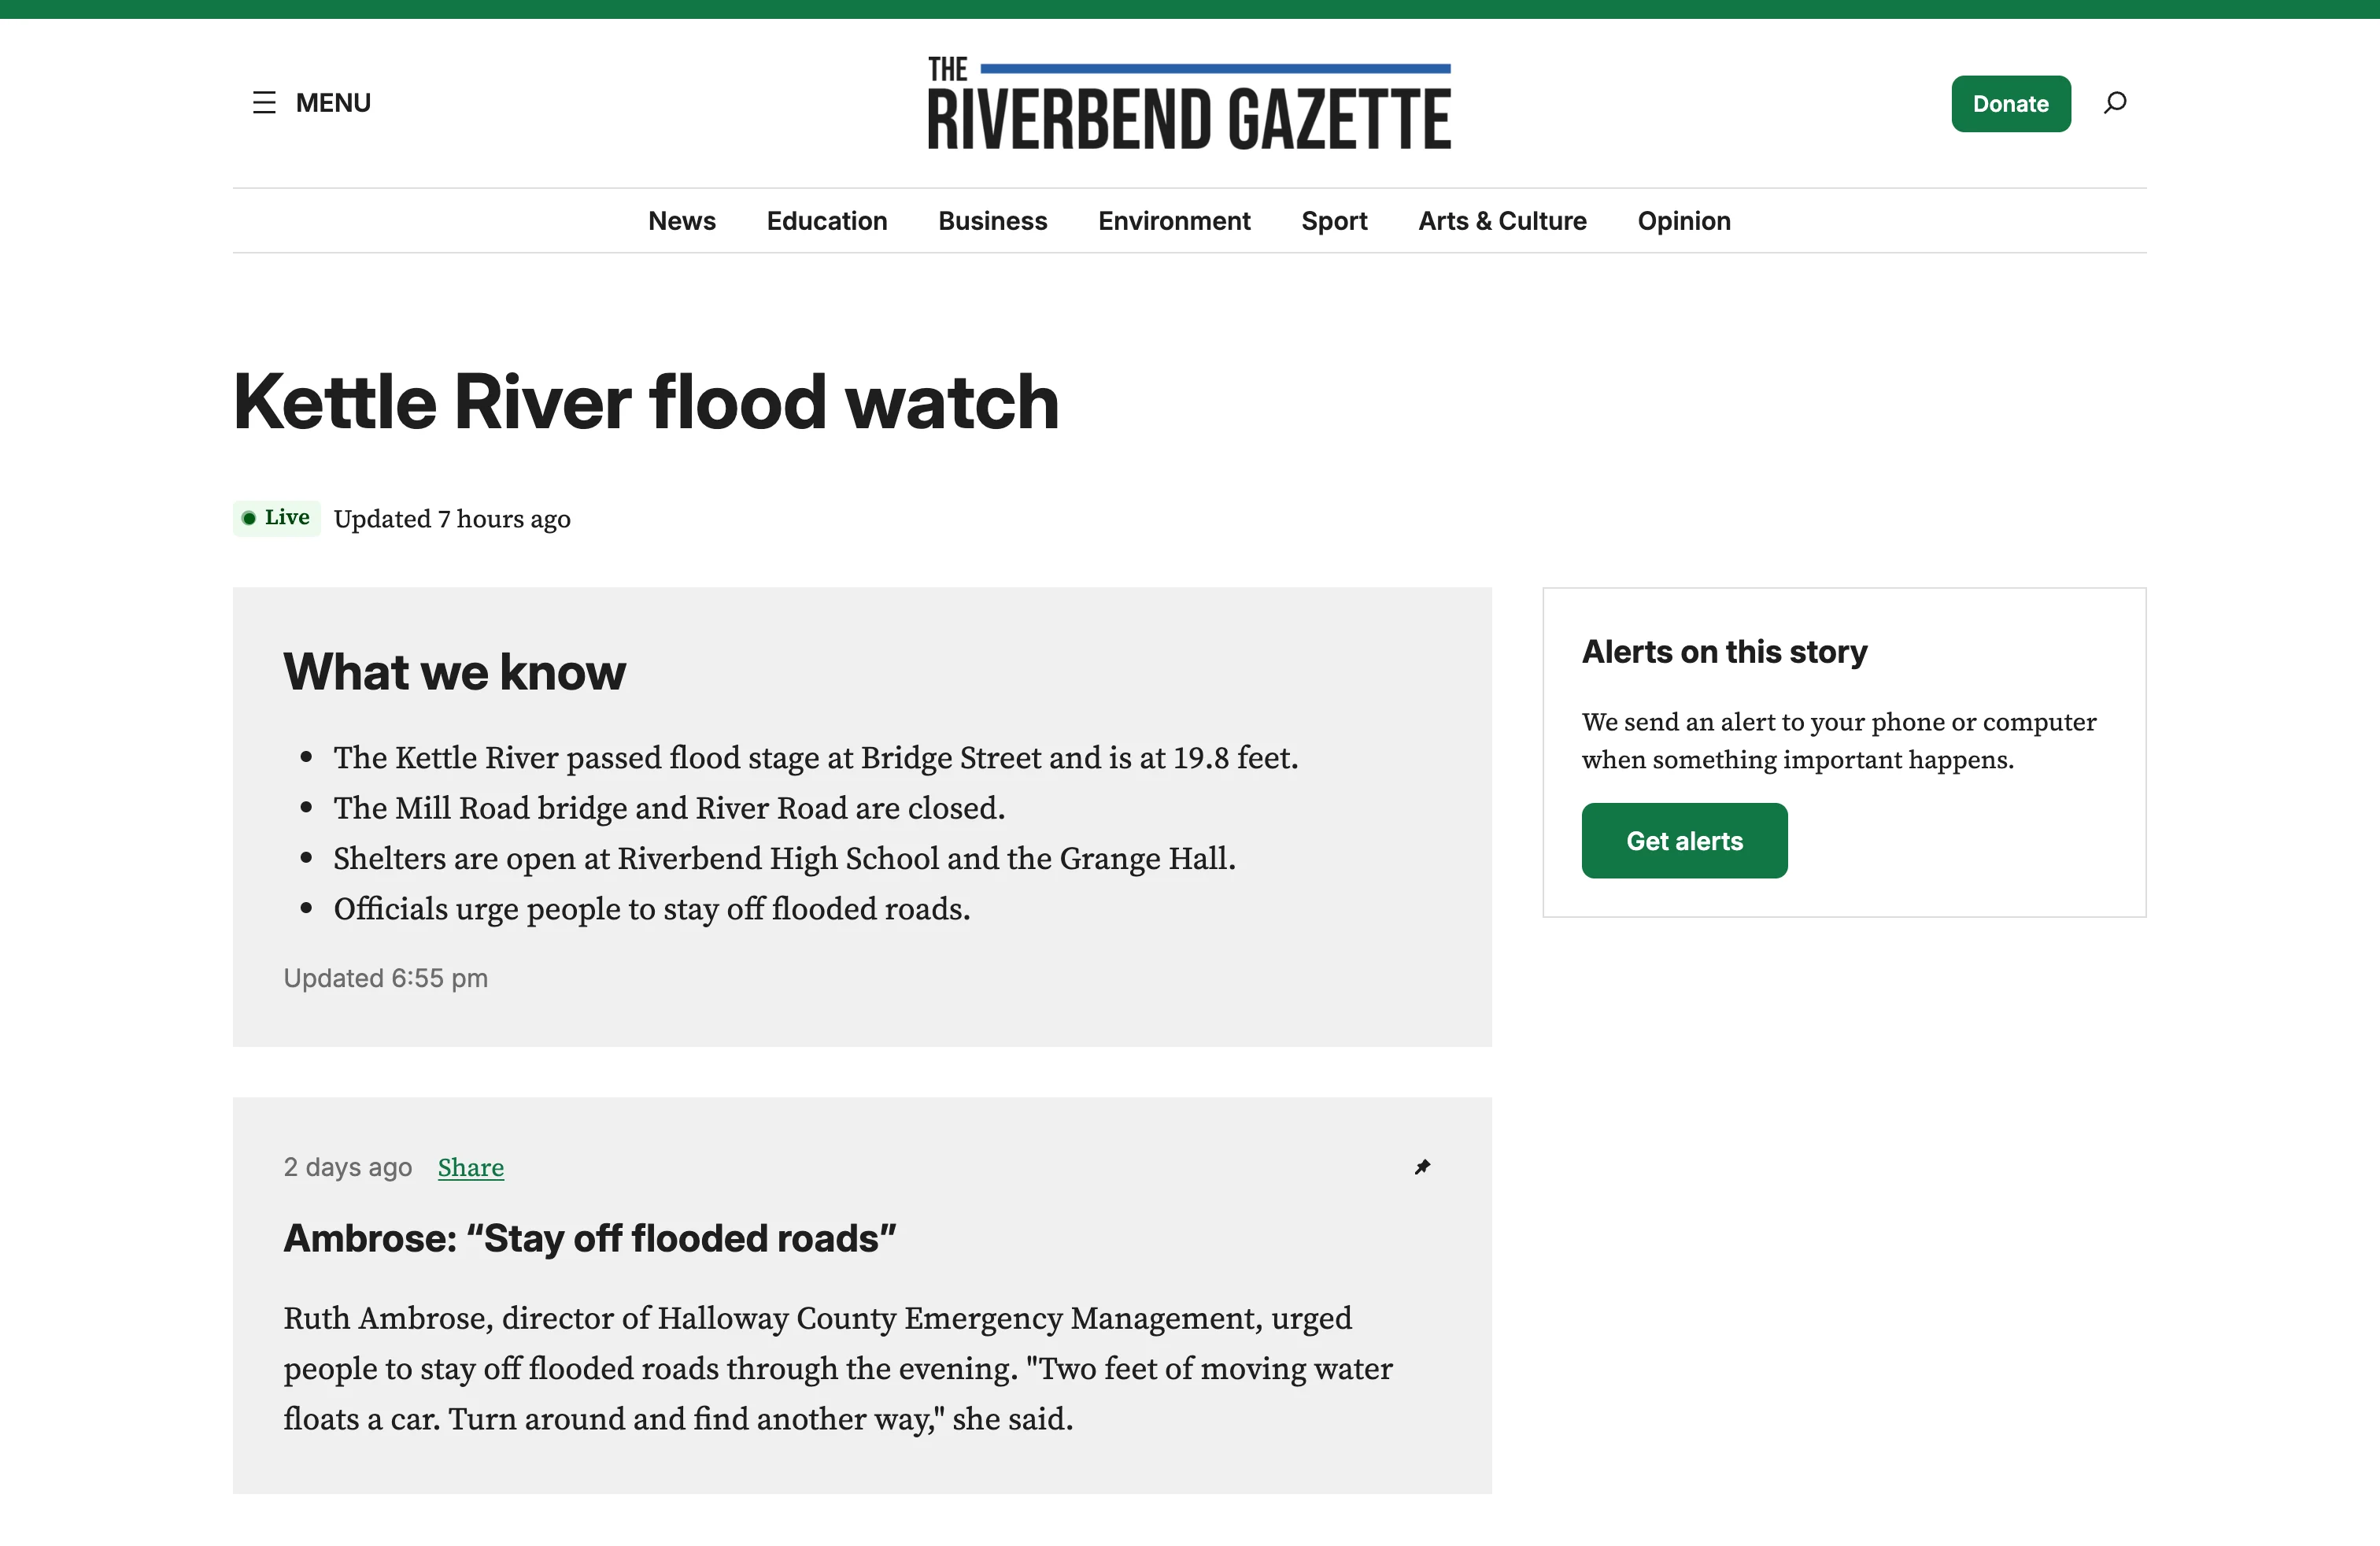 MENU
THE
RIVERBEND GAZETTE
Donate
News Education Business Environment Sport Arts & Culture Opinion
Kettle River flood watch
Live Updated 7 hours ago
What we know
• The Kettle River passed flood stage at Bridge Street and is at 19.8 feet.
• The Mill Road bridge and River Road are closed.
• Shelters are open at Riverbend High School and the Grange Hall.
• Officials urge people to stay off flooded roads.
Updated 6:55 pm
Alerts on this story
We send an alert to your phone or computer
when something important happens.
Get alerts
2 days ago Share
Ambrose: “Stay off flooded roads”
Ruth Ambrose, director of Halloway County Emergency Management, urged
people to stay off flooded roads through the evening. "Two feet of moving water
floats a car. Turn around and find another way," she said.